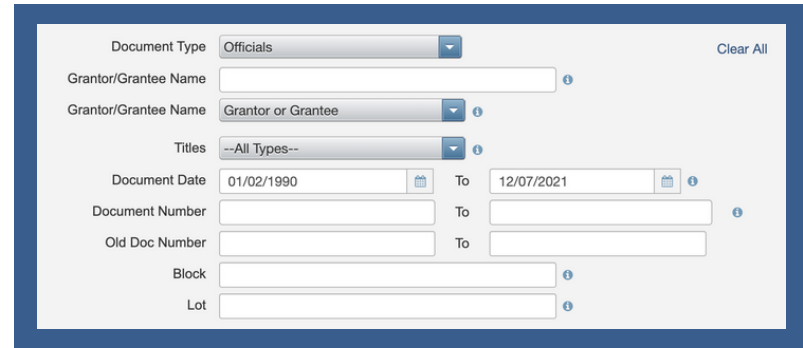 Document Type Officials Clear All
Grantor/Grantee Name
Grantor/Grantee Name Grantor or Grantee
Titles --All Types--
Document Date 01/02/1990 To 12/07/2021
Document Number To
Old Doc Number To
Block
Lot